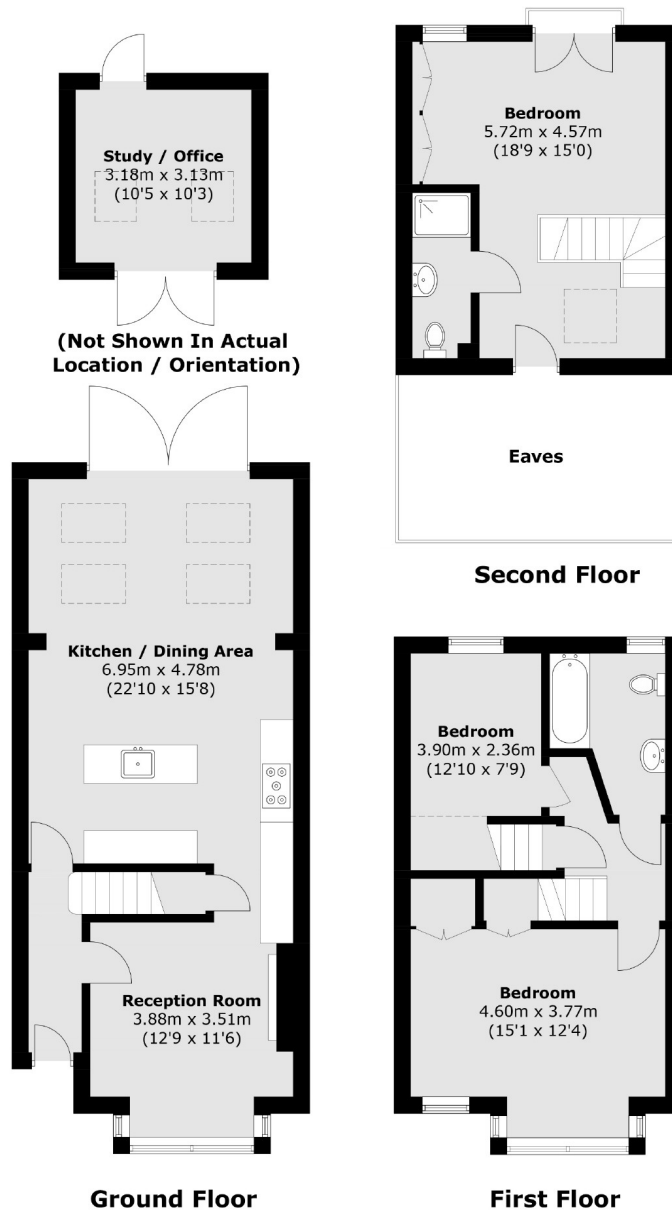 Study / Office
3.18m x 3.13m
(10'5 x 10'3)
(Not Shown In Actual
Location / Orientation)
Bedroom
5.72m x 4.57m
(18'9 x 15'0)
Eaves
Second Floor
Kitchen / Dining Area
6.95m x 4.78m
(22'10 x 15'8)
Reception Room
3.88m x 3.51m
(12'9 x 11'6)
Ground Floor
Bedroom
3.90m x 2.36m
(12'10 x 7'9)
Bedroom
4.60m x 3.77m
(15'1 x 12'4)
First Floor